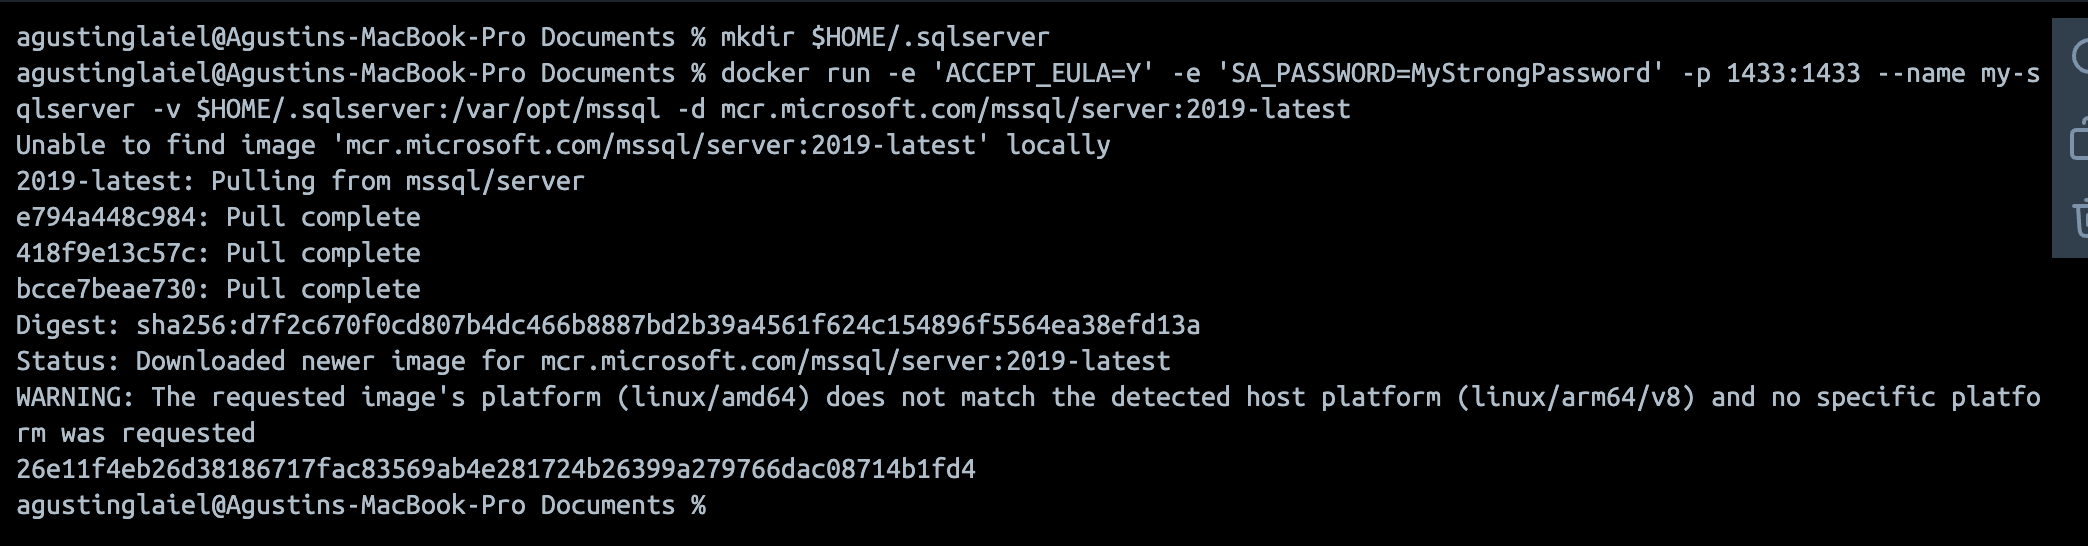 agustinglaiel@Agustins-MacBook-Pro Documents % mkdir $HOME/.sqlserver
agustinglaiel@Agustins-MacBook-Pro Documents % docker run -e 'ACCEPT_EULA=Y' -e 'SA_PASSWORD=MyStrongPassword' -p 1433:1433 --name my-s
qlserver -v $HOME/.sqlserver:/var/opt/mssql -d mcr.microsoft.com/mssql/server:2019-latest
Unable to find image 'mcr.microsoft.com/mssql/server:2019-latest' locally
2019-latest: Pulling from mssql/server
e794a448c984: Pull complete
418f9e13c57c: Pull complete
bcce7beae730: Pull complete
Digest: sha256:d7f2c670f0cd807b4dc466b8887bd2b39a4561f624c154896f5564ea38efd13a
Status: Downloaded newer image for mcr.microsoft.com/mssql/server:2019-latest
WARNING: The requested image's platform (linux/amd64) does not match the detected host platform (linux/arm64/v8) and no specific platfo
rm was requested
26e11f4eb26d38186717fac83569ab4e281724b26399a279766dac08714b1fd4
agustinglaiel@Agustins-MacBook-Pro Documents %